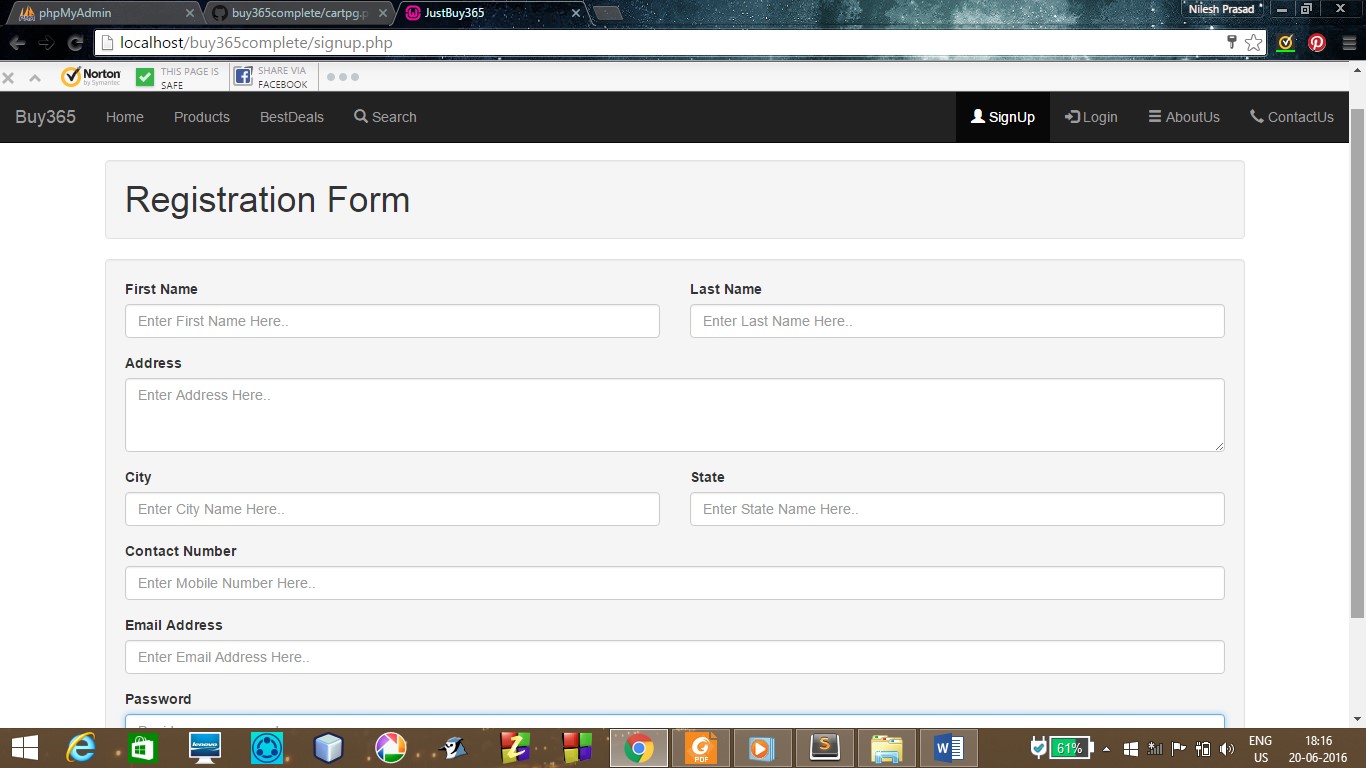 phpMyAdmin
buy365complete/cartpg.p
JustBuy365
Nilesh Prasad
localhost/buy365complete/signup.php
Norton
by Symantec
THIS PAGE IS
SAFE
SHARE VIA
FACEBOOK
Buy365 Home Products BestDeals Search SignUp Login AboutUs ContactUs
Registration Form
First Name Last Name
Enter First Name Here.. Enter Last Name Here..
Address
Enter Address Here..
City State
Enter City Name Here.. Enter State Name Here..
Contact Number
Enter Mobile Number Here..
Email Address
Enter Email Address Here..
Password
lenovo
PDF
S
W
61%
ENG
US
18:16
20-06-2016